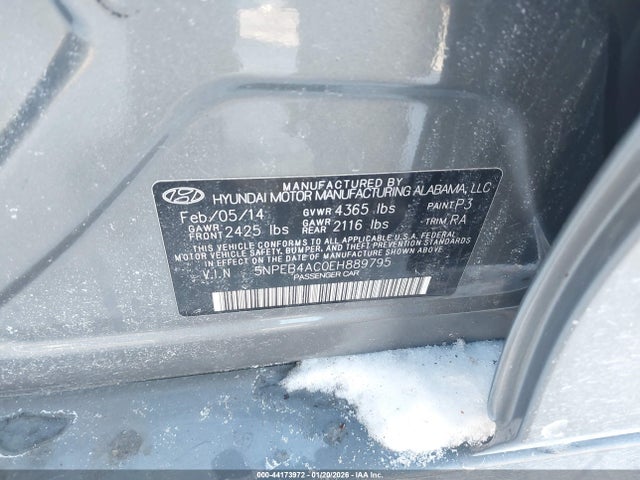 MANUFACTURED BY
HYUNDAI MOTOR MANUFACTURING ALABAMA, LLC
Feb/05/14 GVWR 4365 lbs PAINT P3
GAWR FRONT 2425 lbs GAWR REAR 2116 lbs TRIM RA
THIS VEHICLE CONFORMS TO ALL APPLICABLE U.S.A. FEDERAL
MOTOR VEHICLE SAFETY, BUMPER, AND THEFT PREVENTION STANDARDS
IN EFFECT ON THE DATE OF MANUFACTURE SHOWN ABOVE
V.I.N 5NPEB4AC0EH889795
PASSENGER CAR
000-44173972 (01/20/2026) © IAA Inc.